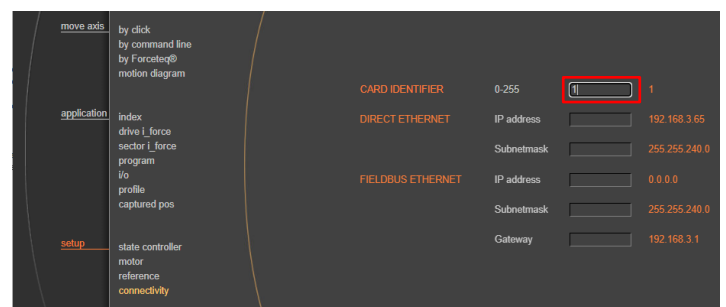 move axis
by click
by command line
by Forceteq®
motion diagram
application
index
drive i_force
sector i_force
program
i/o
profile
captured pos
setup
state controller
motor
reference
connectivity
CARD IDENTIFIER 0-255 1 1
DIRECT ETHERNET IP address 192.168.3.65
Subnetmask 255.255.240.0
FIELDBUS ETHERNET IP address 0.0.0.0
Subnetmask 255.255.240.0
Gateway 192.168.3.1